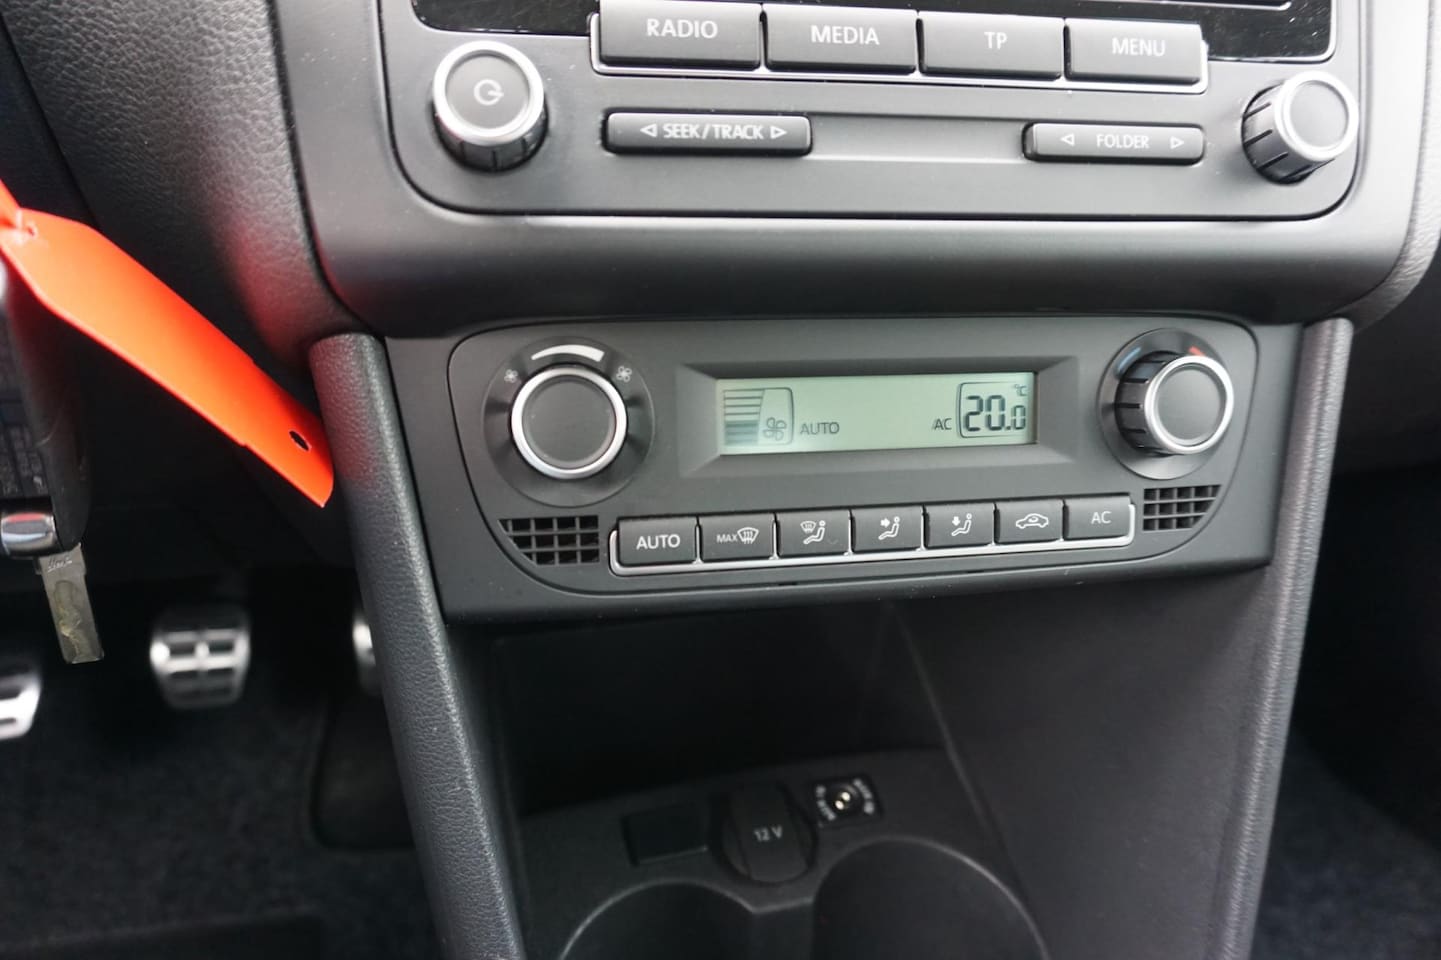 RADIO MEDIA TP MENU
SEEK/TRACK FOLDER
AUTO AC 20.0 °C
AUTO MAX AC
12 V